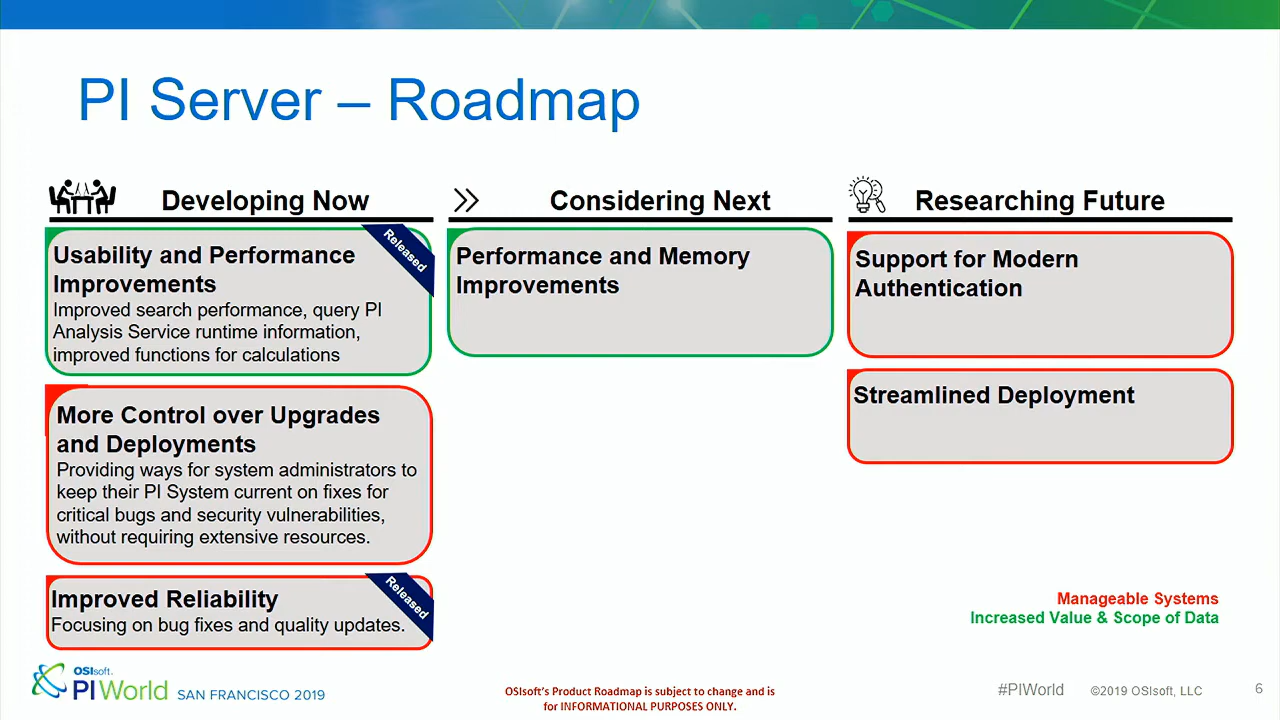 PI Server – Roadmap
Developing Now
Usability and Performance
Improvements
Improved search performance, query PI
Analysis Service runtime information,
improved functions for calculations
Released
More Control over Upgrades
and Deployments
Providing ways for system administrators to
keep their PI System current on fixes for
critical bugs and security vulnerabilities,
without requiring extensive resources.
Improved Reliability
Focusing on bug fixes and quality updates.
Released
Considering Next
Performance and Memory
Improvements
Researching Future
Support for Modern
Authentication
Streamlined Deployment
Manageable Systems
Increased Value & Scope of Data
OSIsoft.
PI World SAN FRANCISCO 2019
OSIsoft's Product Roadmap is subject to change and is
for INFORMATIONAL PURPOSES ONLY.
#PIWorld ©2019 OSIsoft, LLC 6